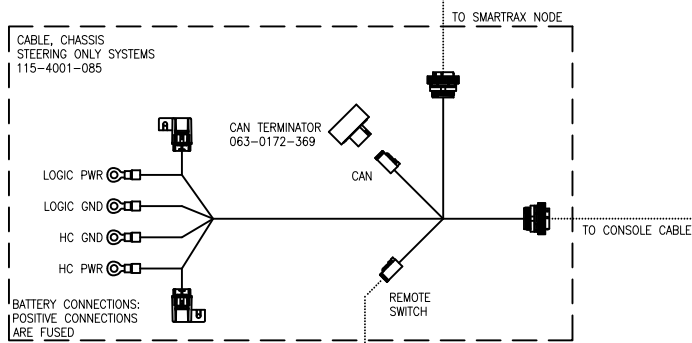 TO SMARTRAX NODE
CABLE, CHASSIS
STEERING ONLY SYSTEMS
115-4001-085
CAN TERMINATOR
063-0172-369
LOGIC PWR
CAN
LOGIC GND
HC GND
TO CONSOLE CABLE
HC PWR
REMOTE
SWITCH
BATTERY CONNECTIONS:
POSITIVE CONNECTIONS
ARE FUSED